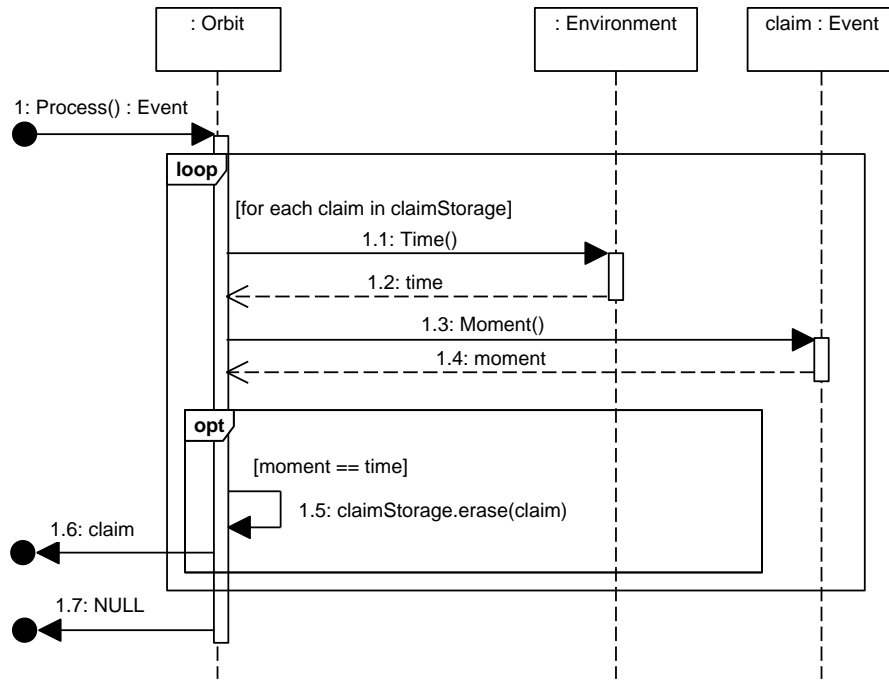 : Orbit
: Environment
claim : Event
1: Process() : Event
loop
[for each claim in claimStorage]
1.1: Time()
1.2: time
1.3: Moment()
1.4: moment
opt
[moment == time]
1.5: claimStorage.erase(claim)
1.6: claim
1.7: NULL